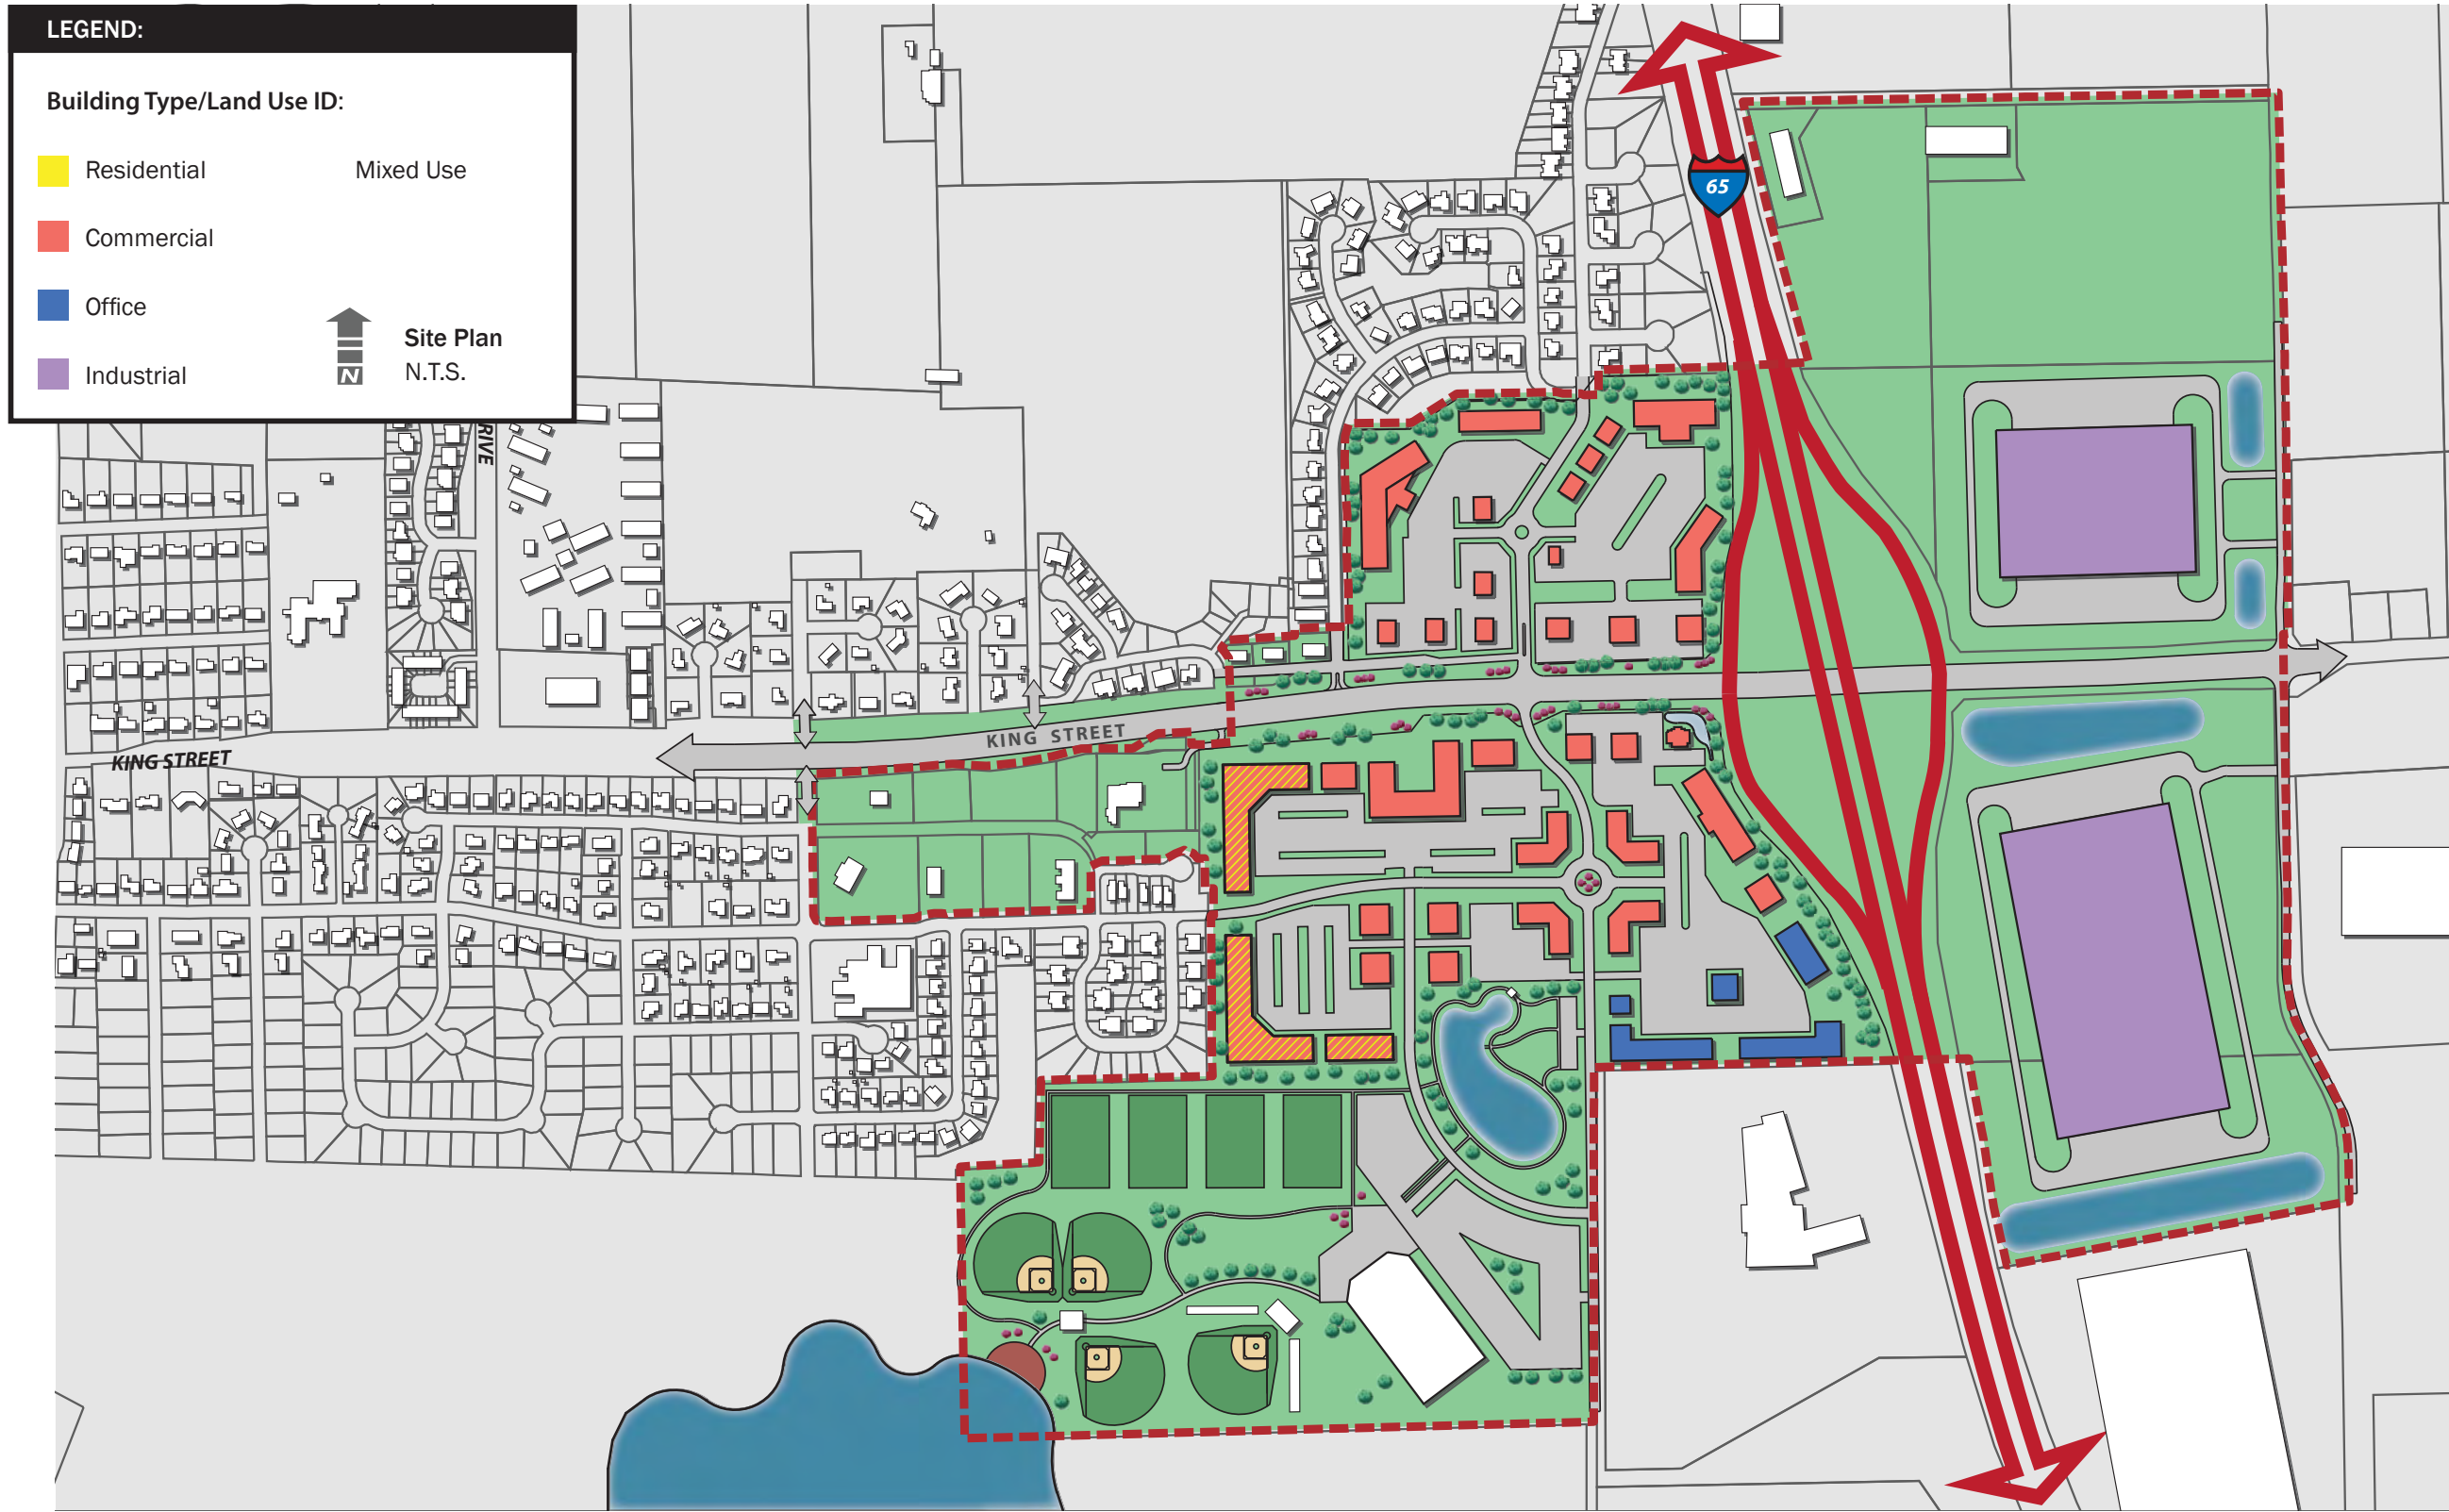 LEGEND:
Building Type/Land Use ID:
Residential
Mixed Use
Commercial
Office
Industrial
Site Plan
N.T.S.
N
65
RIVE
KING STREET
KING STREET